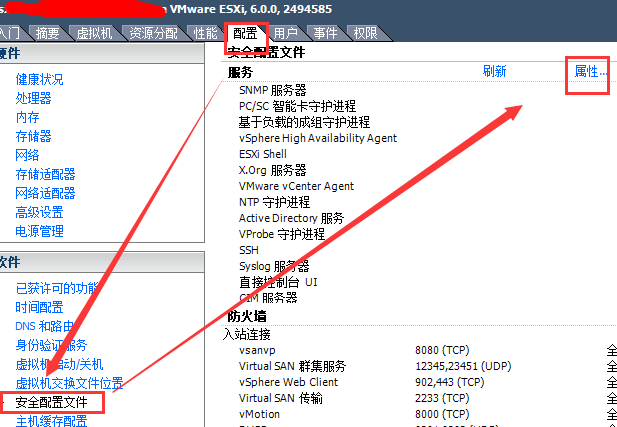 VMware ESXi, 6.0.0, 2494585
入门 摘要 虚拟机 资源分配 性能 配置 用户 事件 权限
硬件
健康状况
处理器
内存
存储器
网络
存储适配器
网络适配器
高级设置
电源管理
软件
已获许可的功能
时间配置
DNS 和路由
身份验证服务
虚拟机启动/关机
虚拟机交换文件位置
安全配置文件
主机缓存配置
安全配置文件
服务 刷新 属性...
SNMP 服务器
PC/SC 智能卡守护进程
基于负载的成组守护进程
vSphere High Availability Agent
ESXi Shell
X.Org 服务器
VMware vCenter Agent
NTP 守护进程
Active Directory 服务
VProbe 守护进程
SSH
Syslog 服务器
直接控制台 UI
CIM 服务器
防火墙
入站连接
vsanvp 8080 (TCP) 全
Virtual SAN 群集服务 12345,23451 (UDP) 全
vSphere Web Client 902,443 (TCP) 全
Virtual SAN 传输 2233 (TCP) 全
vMotion 8000 (TCP) 全